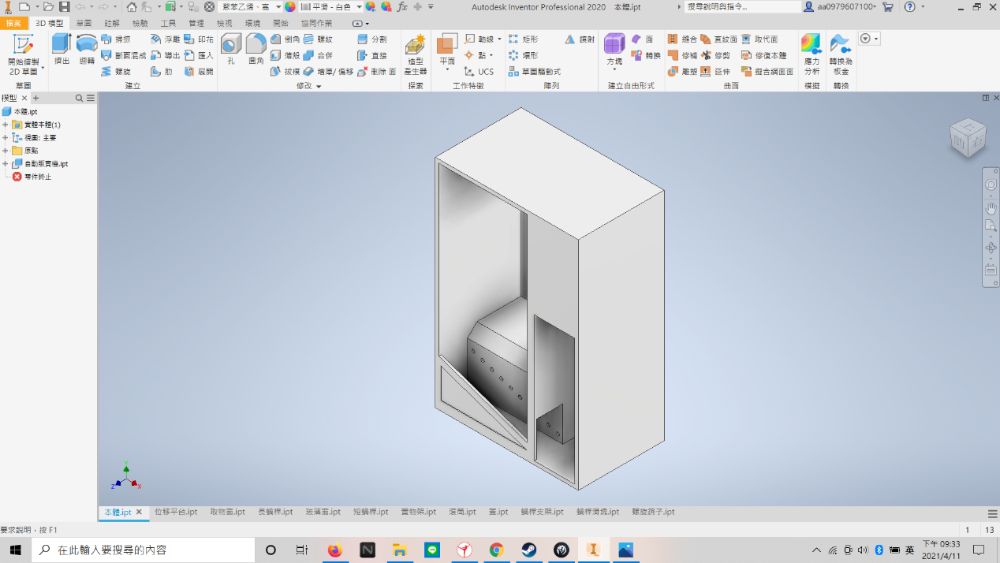 聚苯乙烯、高
平滑 - 白色
Autodesk Inventor Professional 2020 本體.ipt
搜尋說明與指令...
aa0979607100
檔案 3D 模型 草圖 註解 檢驗 工具 管理 檢視 環境 開始 協同作業
開始繪製
2D 草圖
擠出
迴轉
掃掠
斷面混成
螺旋
浮雕
導出
肋
印花
匯入
展開
孔
圓角
倒角
薄殼
拔模
螺紋
合併
增厚/偏移
分割
直接
刪除 面
造型
產生器
平面
動線
點
UCS
矩形
環形
草圖驅動式
鏡射
方塊
面
轉換
縫合
修補
雕塑
直紋面
修剪
延伸
取代面
修復本體
擬合網面面
應力
分析
轉換為
板金
草圖 建立 修改 探索 工作特徵 陣列 建立自由形式 曲面 模擬 轉換
模型
本體.ipt
實體本體(1)
視圖: 主要
原點
自動販賣機.ipt
零件終止
Y
Z
X
本體.ipt 位移平台.ipt 取物窗.ipt 長蝸桿.ipt 玻璃窗.ipt 短蝸桿.ipt 置物架.ipt 滾筒.ipt 蓋.ipt 蝸桿支架.ipt 蝸桿滑塊.ipt 螺旋鉤子.ipt
要求說明，按 F1
1 13
在此輸入要搜尋的內容
英
下午 09:33
2021/4/11